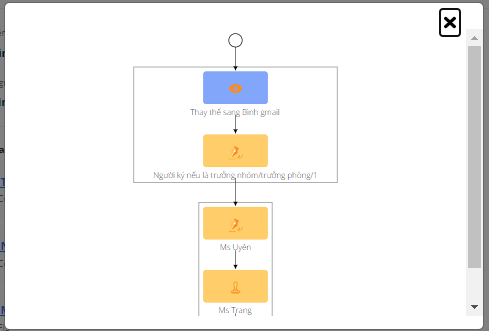 Thay thế sang Bình gmail
Người ký nếu là trưởng nhóm/trưởng phòng/1
Ms Uyên
Ms Trang